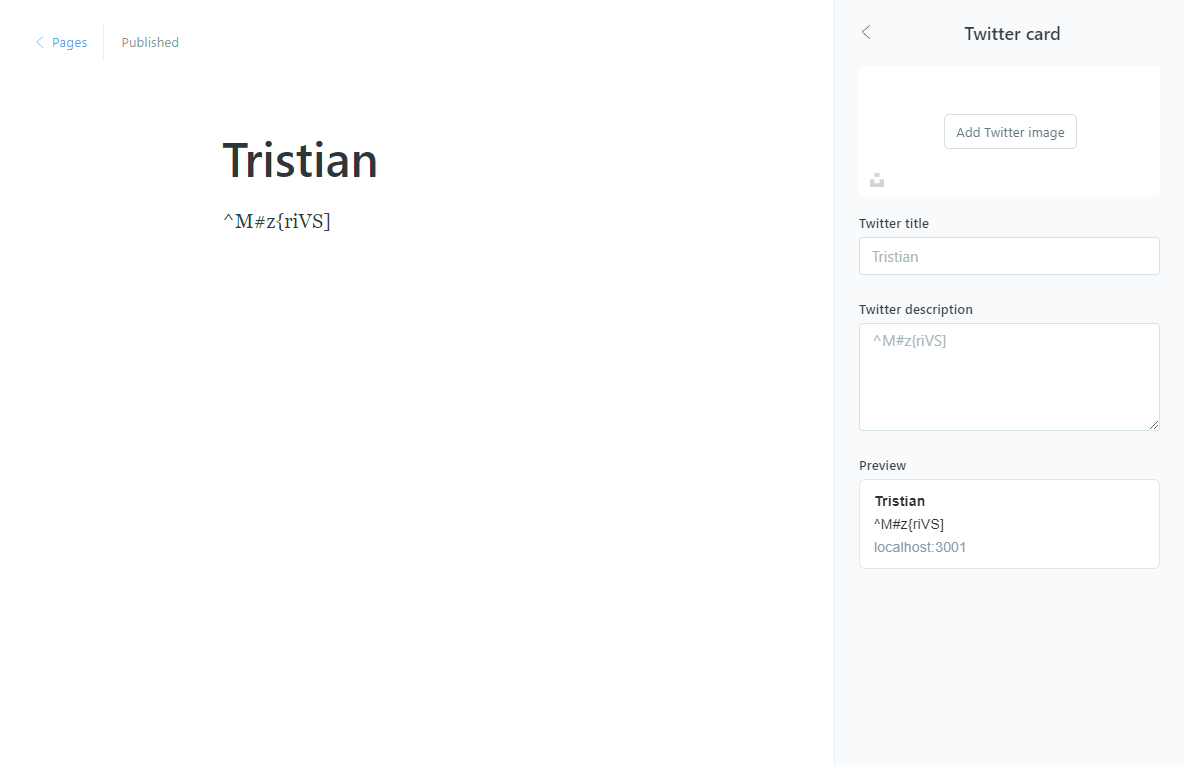 Pages
Published
Tristian
^M#z{riVS]
Twitter card
Add Twitter image
Twitter title
Tristian
Twitter description
^M#z{riVS]
Preview
Tristian
^M#z{riVS]
localhost:3001